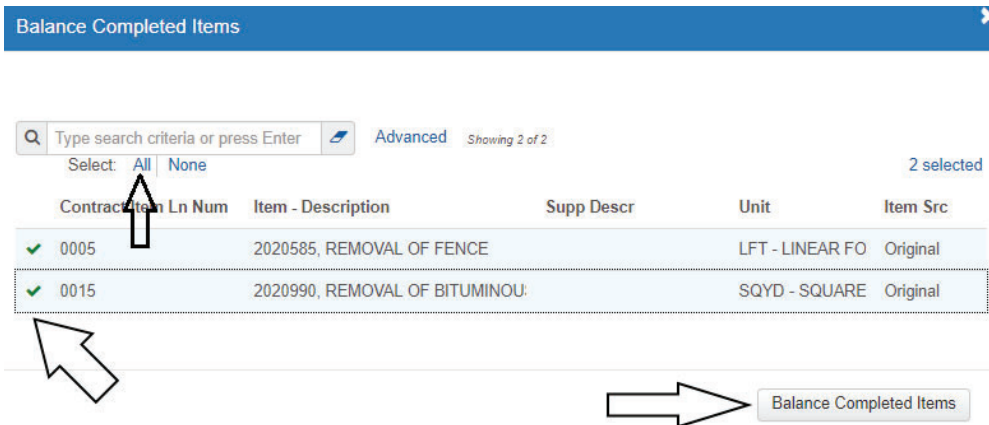 Balance Completed Items
Type search criteria or press Enter Advanced Showing 2 of 2
Select: All None 2 selected
Contract Item Ln Num Item - Description Supp Descr Unit Item Src
0005 2020585, REMOVAL OF FENCE LFT - LINEAR FO Original
0015 2020990, REMOVAL OF BITUMINOU SQYD - SQUARE Original
Balance Completed Items